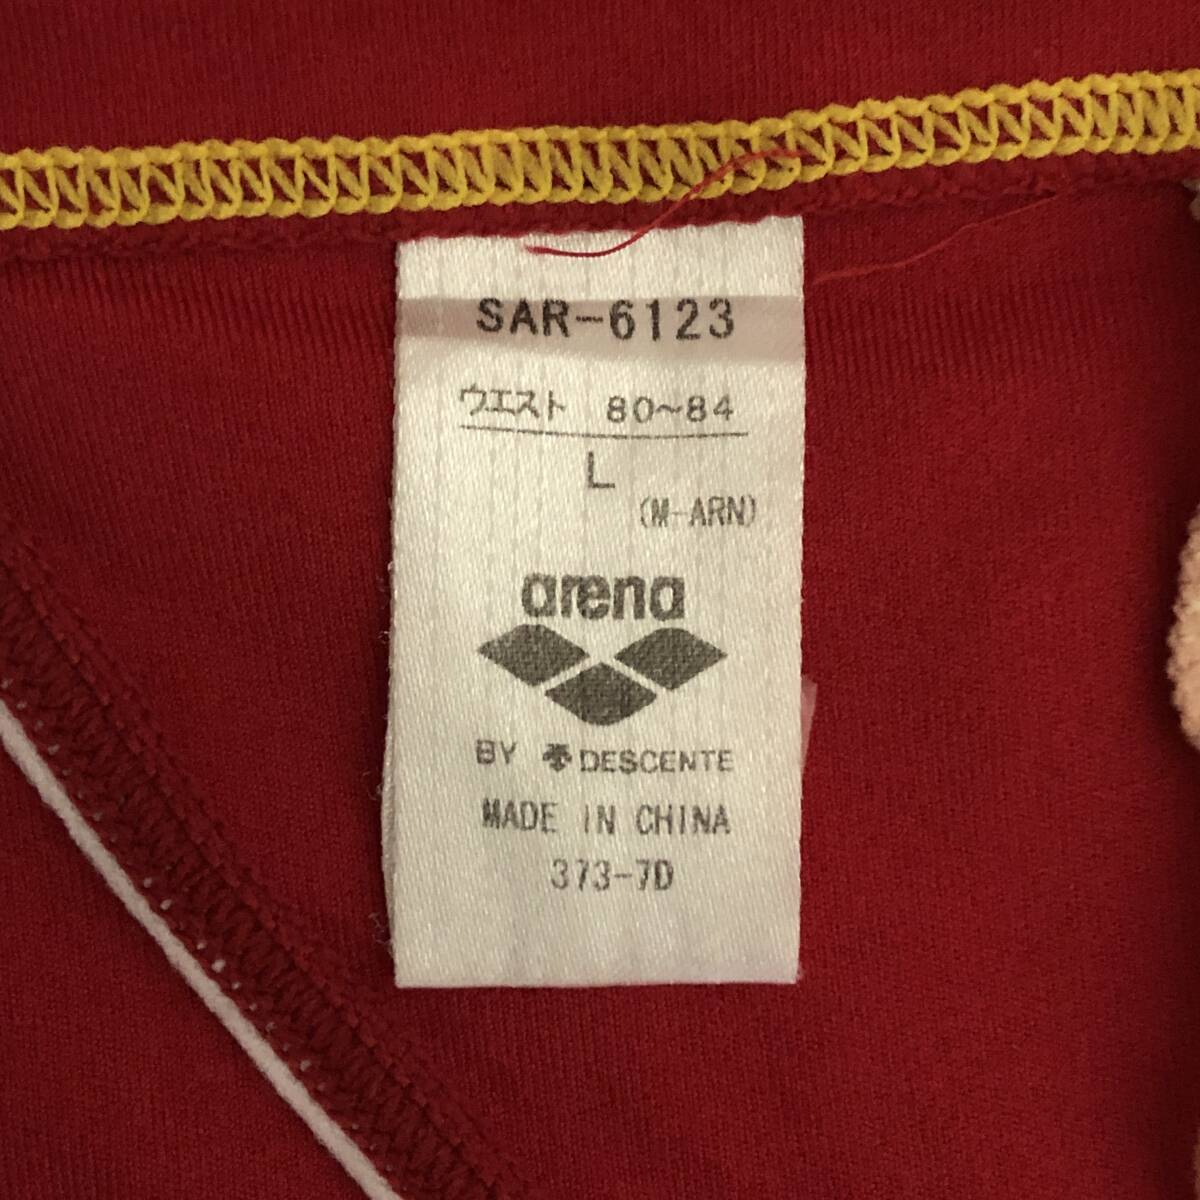 SAR-6123
ウエスト 80~84
L
(M-ARN)
arena
BY DESCENTE
MADE IN CHINA
373-7D